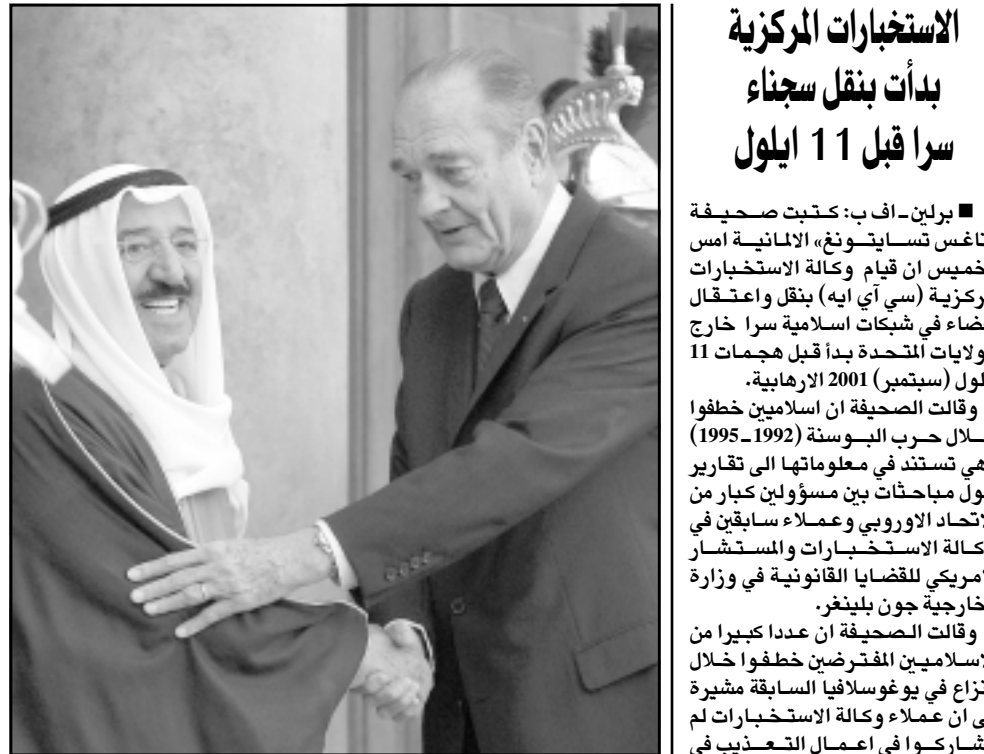 الاستخبارات المركزية
بدأت بنقل سجناء
سرا قبل 11 ايلول
■ برلين ـ اف ب: كتبت صحيفة
تاغس تسايتونغ» الالمانية امس
خميس ان قيام وكالة الاستخبارات
ركزية (سي آي ايه) بنقل واعتقال
ضاء في شبكات اسلامية سرا خارج
ولايات المتحدة بدأ قبل هجمات 11
لول (سبتمبر) 2001 الارهابية.
وقالت الصحيفة ان اسلاميين خطفوا
ـلال حرب البوسنة (1992 ـ 1995)
هي تستند في معلوماتها الى تقارير
ول مباحثات بين مسؤولين كبار من
لاتحاد الاوروبي وعملاء سابقين في
كالة الاستخبارات والمستشار
لامريكي للقضايا القانونية في وزارة
خارجية جون بلينغر.
وقالت الصحيفة ان عددا كبيرا من
لاسلاميين المفترضين خطفوا خلال
نزاع في يوغوسلافيا السابقة مشيرة
ى ان عملاء وكالة الاستخبارات لم
شاركوا في اعمال التعذيب في